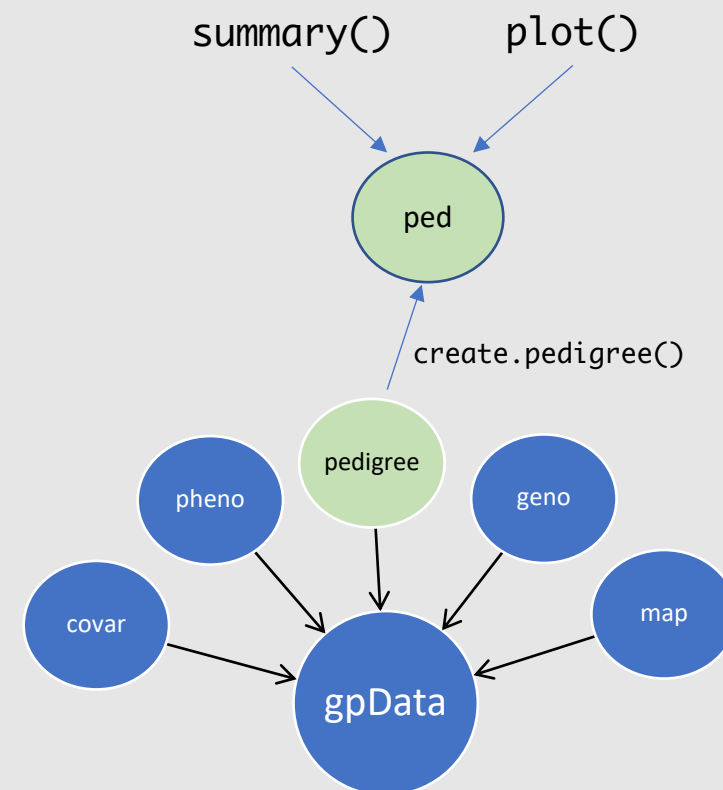 summary()
plot()
ped
create.pedigree()
pedigree
pheno
geno
covar
map
gpData